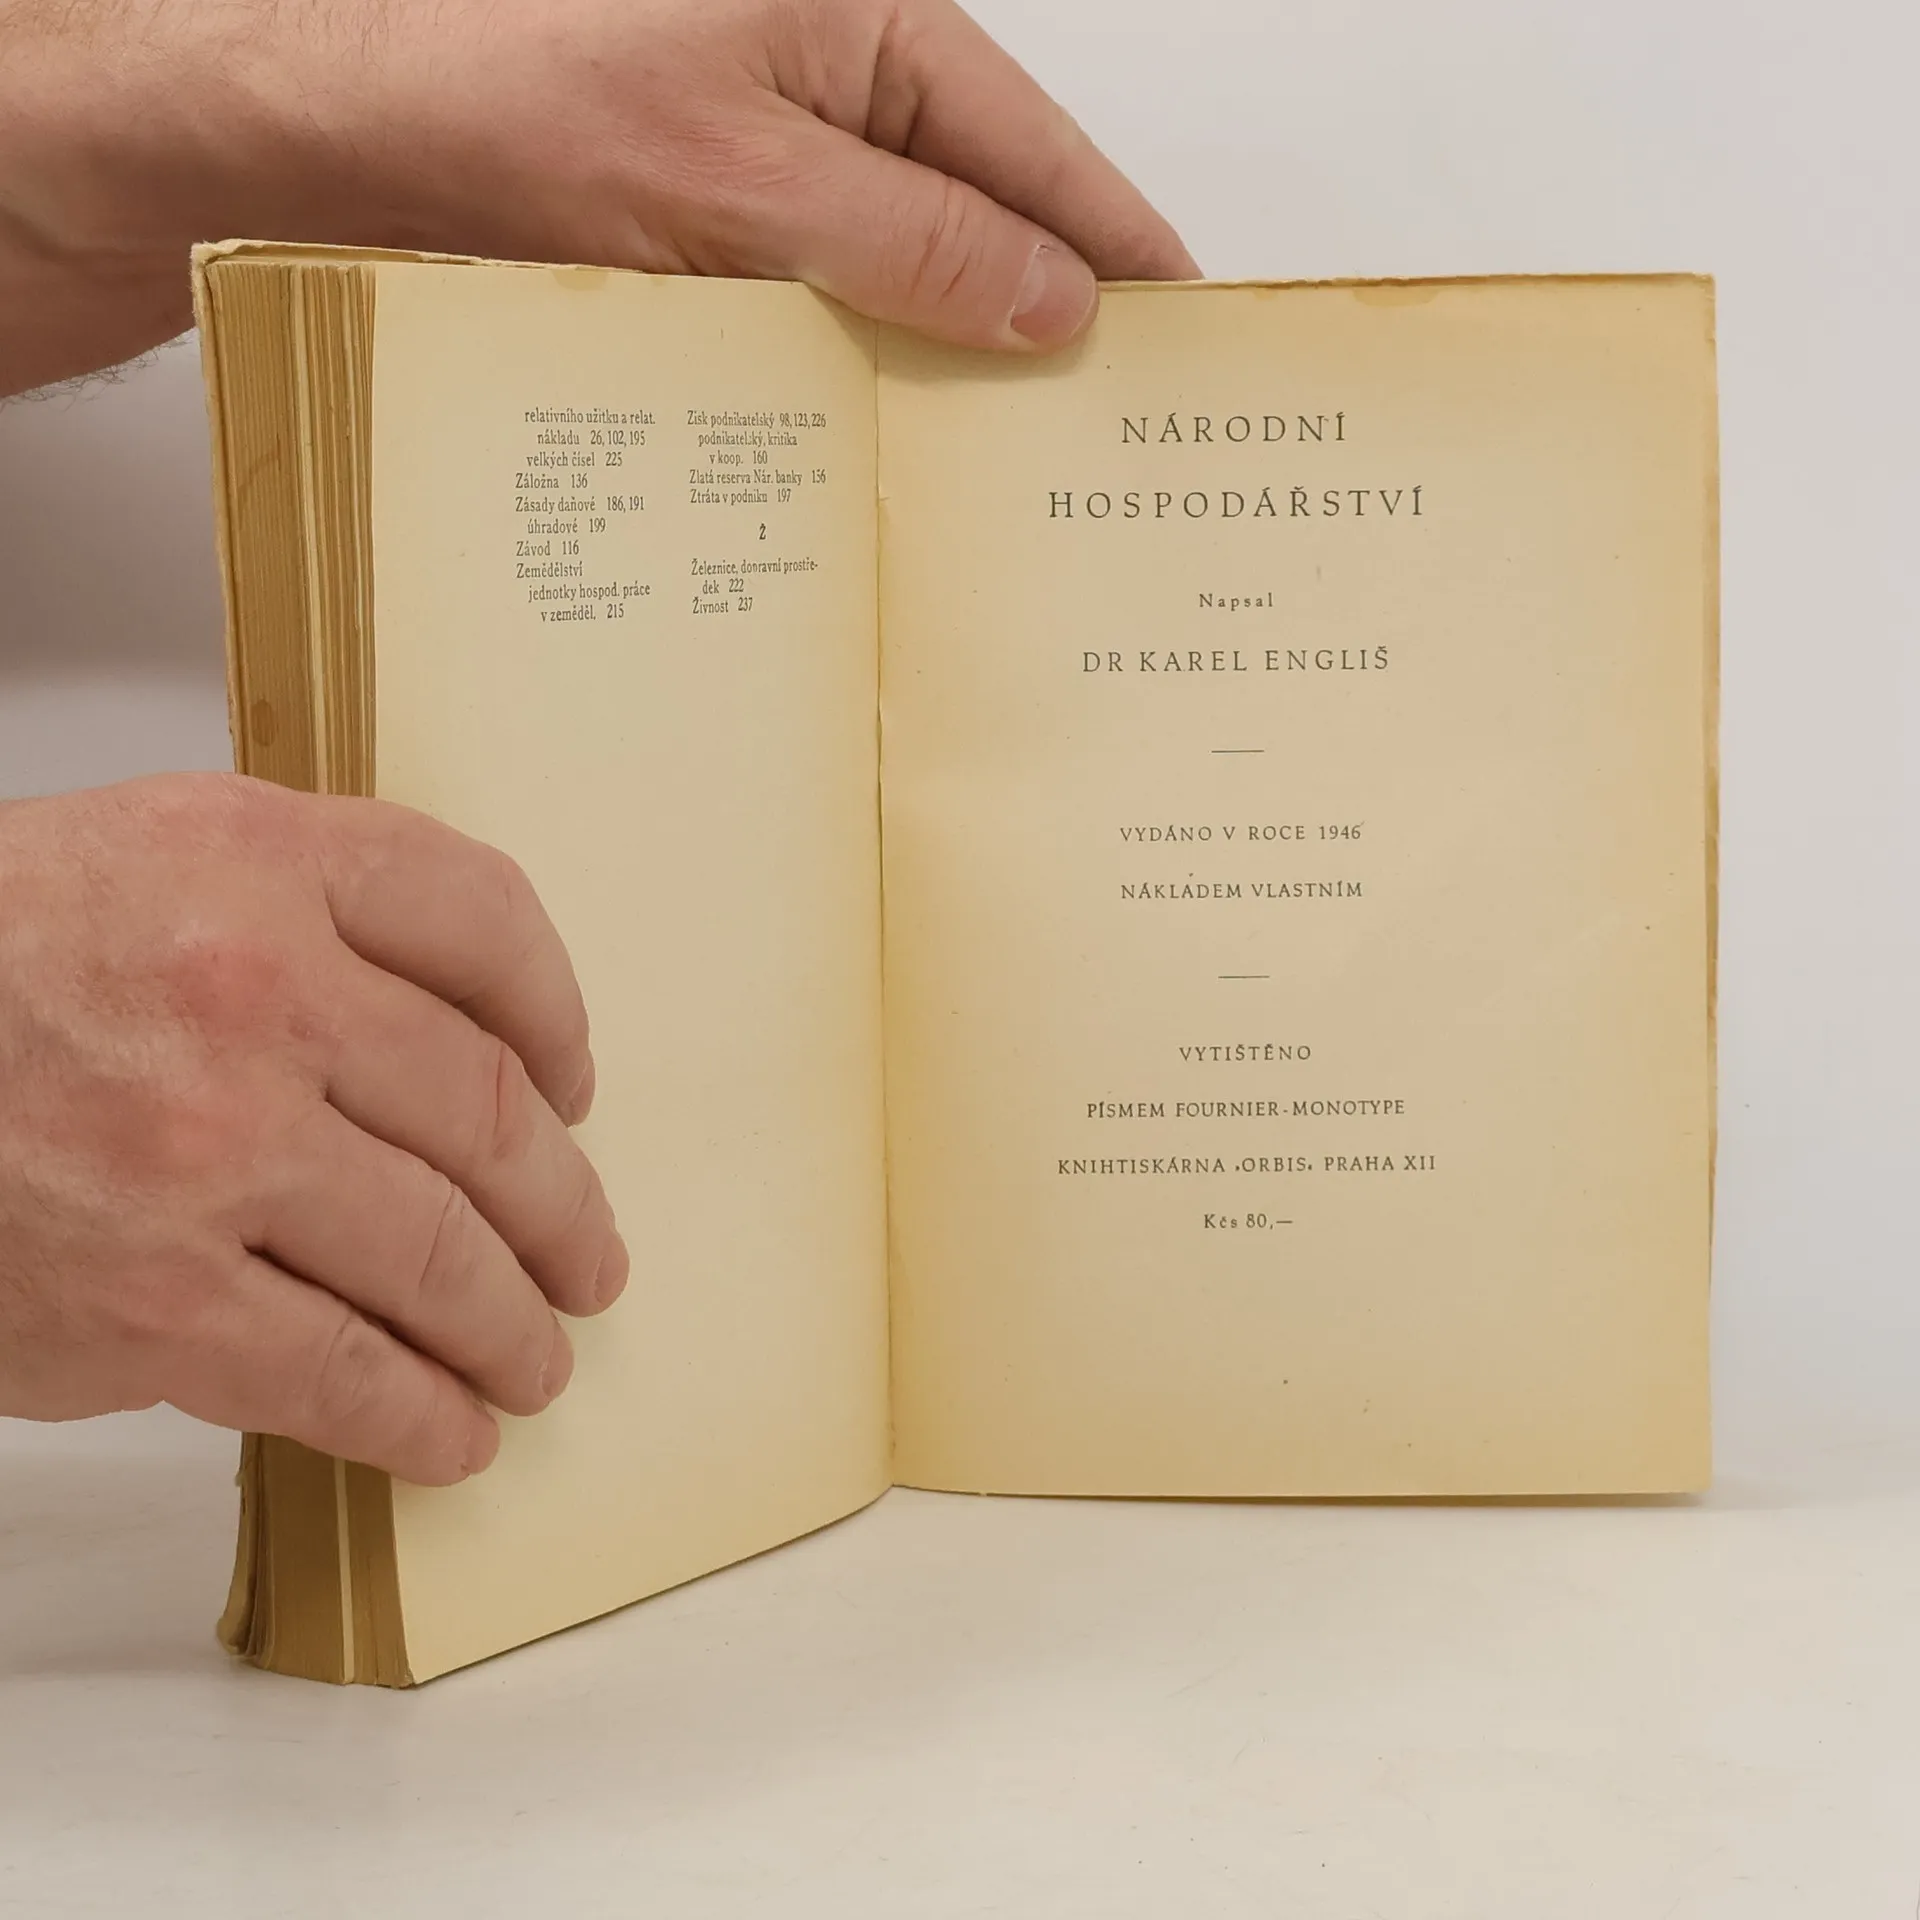 relativního užitku a relat.
nákladu 26, 102, 195
velkých čísel 225
Záložna 136
Zásady daňové 186, 191
úhradové 199
Závod 116
Zemědělství
jednotky hospod. práce
v zeměděl. 215
Zisk podnikatelský 98, 123, 226
podnikatelský, kritika
v koop. 160
Zlatá reserva Nár. banky 156
Ztráta v podniku 197
Ž
Železnice, dopravní prostře-
dek 222
Živnost 237
NÁRODNÍ
HOSPODÁŘSTVÍ
Napsal
DR KAREL ENGLIŠ
VYDÁNO V ROCE 1946
NÁKLADEM VLASTNÍM
VYTIŠTĚNO
PÍSMEM FOURNIER-MONOTYPE
KNIHTISKÁRNA „ORBIS“ PRAHA XII
Kčs 80,—